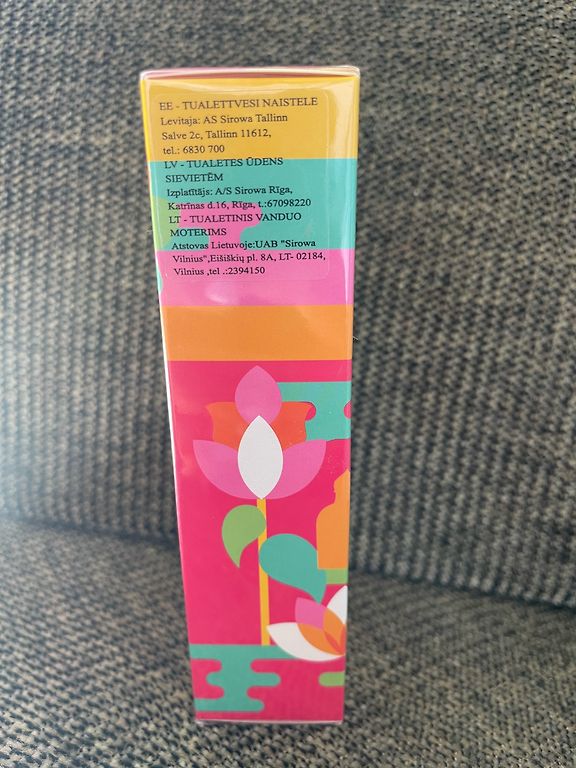 EE - TUALETTVESI NAISTELE
Levitaja: AS Sirowa Tallinn
Salve 2c, Tallinn 11612,
tel.: 6830 700
LV - TUALETES ŪDENS
SIEVIETĒM
Izplatītājs: A/S Sirowa Rīga,
Katrīnas d.16, Rīga, t.:67098220
LT - TUALETINIS VANDUO
MOTERIMS
Atstovas Lietuvoje:UAB "Sirowa
Vilnius",Eišiškių pl. 8A, LT- 02184,
Vilnius ,tel .:2394150